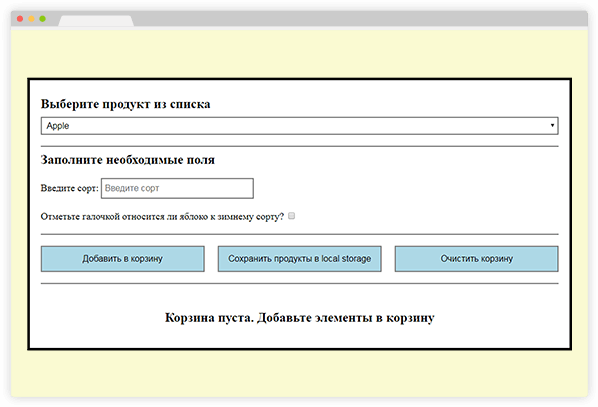 Выберите продукт из списка
Apple
Заполните необходимые поля
Введите сорт: Введите сорт
Отметьте галочкой относится ли яблоко к зимнему сорту?
Добавить в корзину Сохранить продукты в local storage Очистить корзину
Корзина пуста. Добавьте элементы в корзину